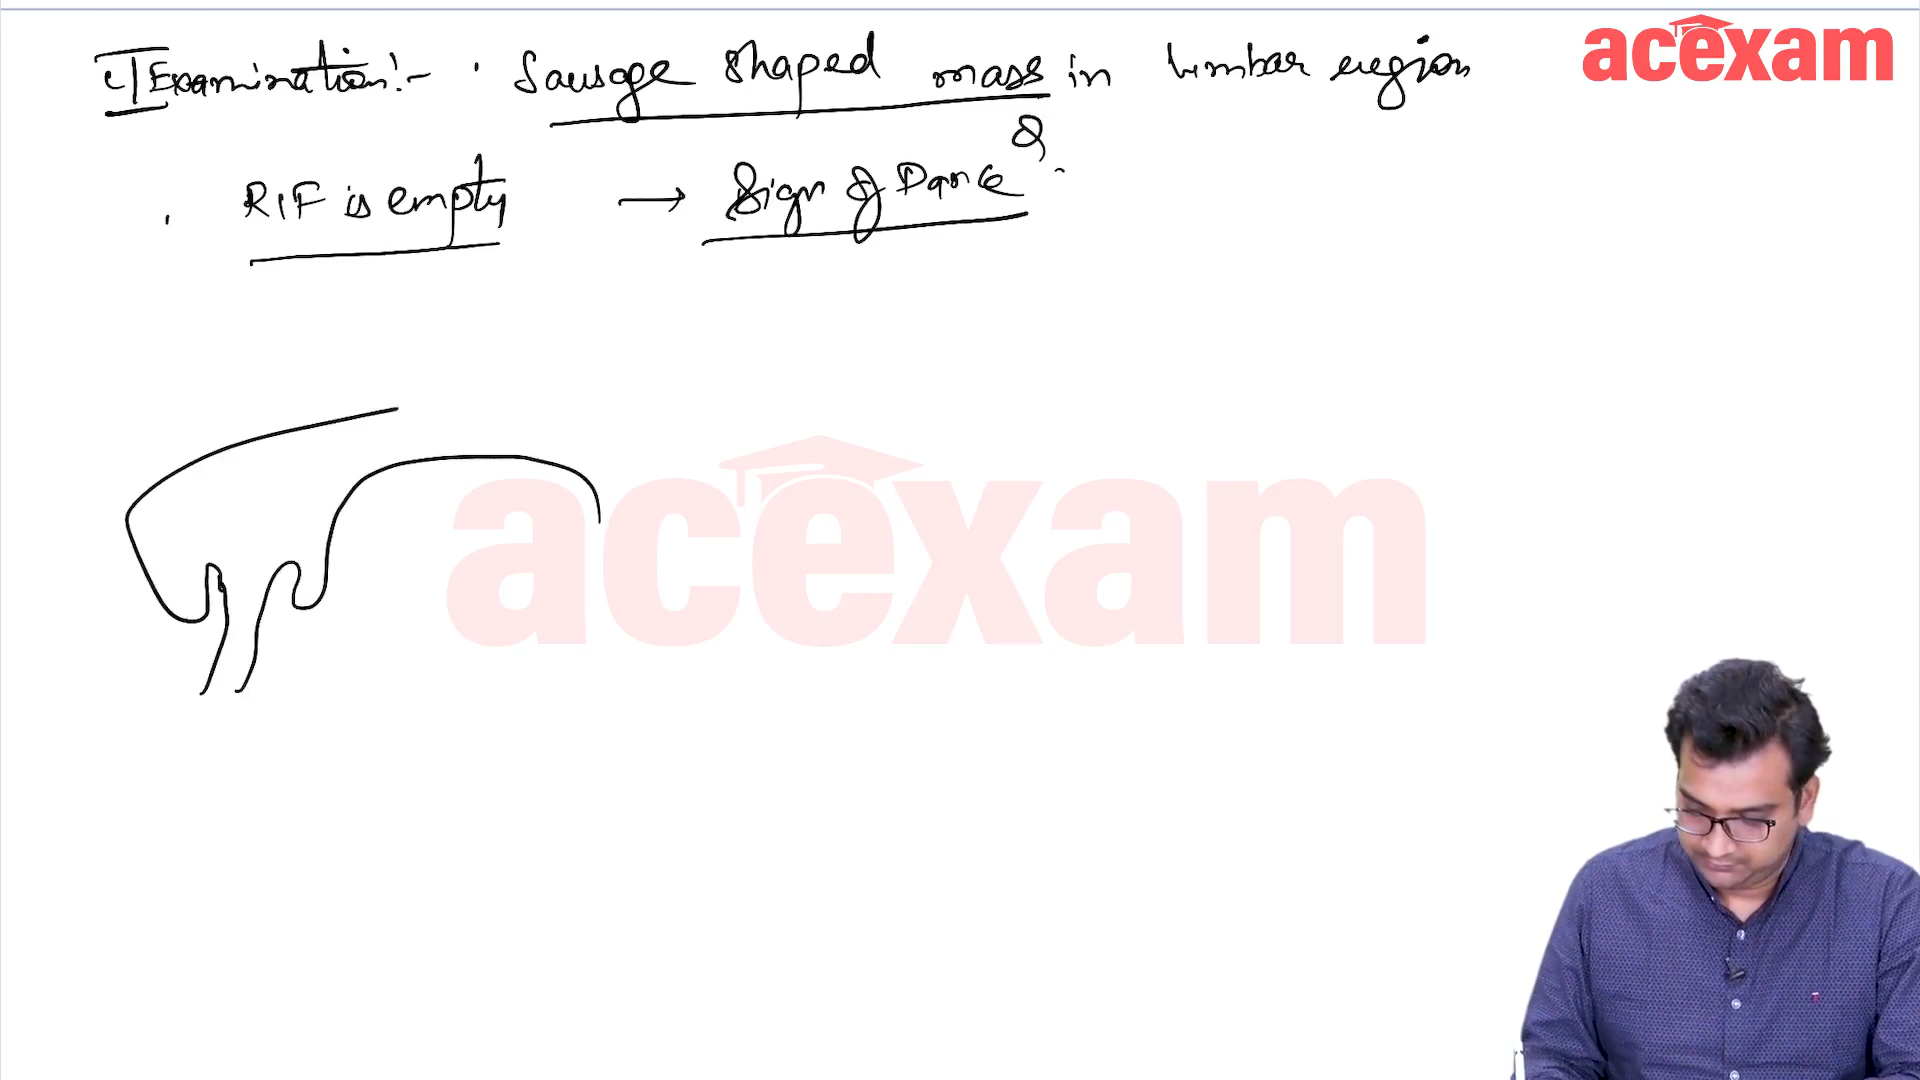 acexam
c] Examination:- · Sausage shaped mass in lumbar region
Q
· RIF is empty → Sign of Dance
acexam